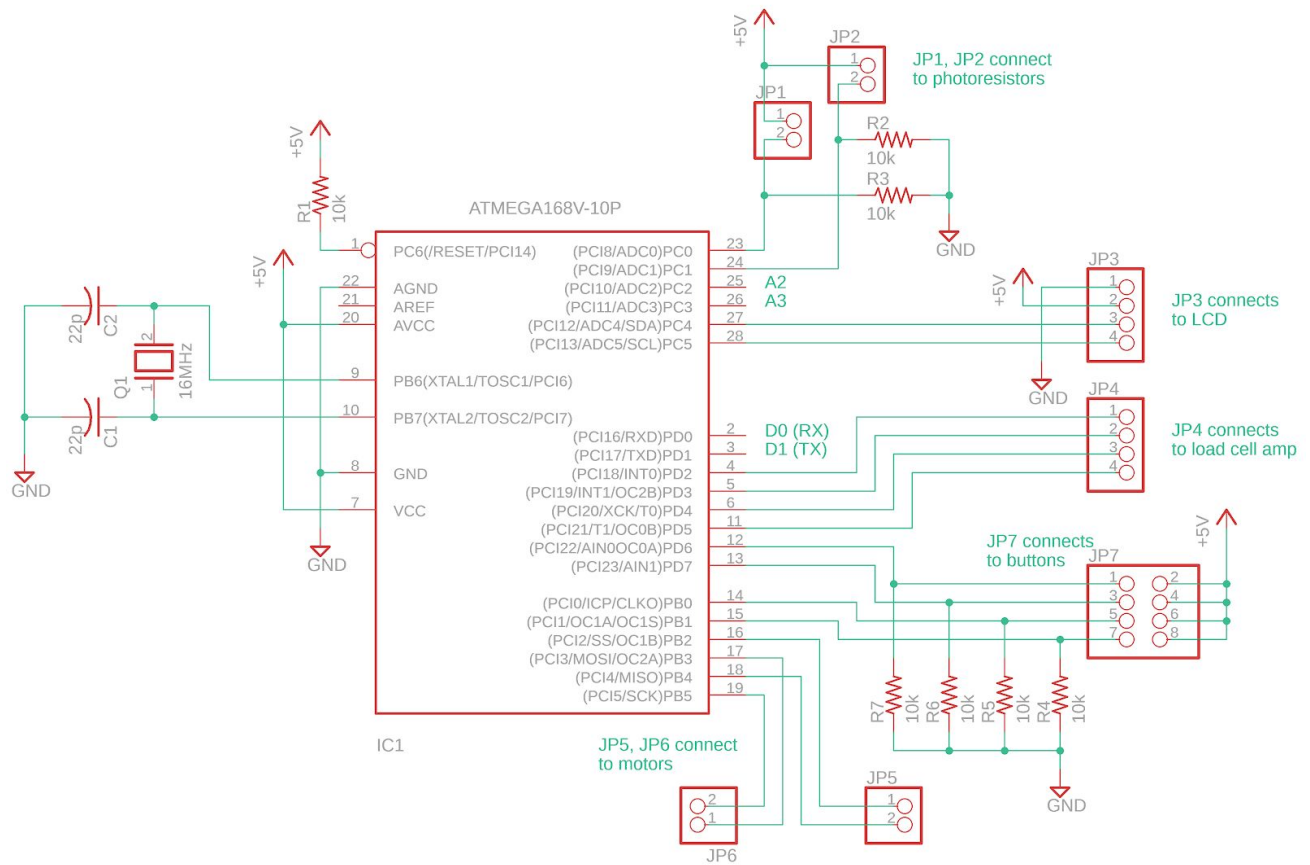 +5V
JP2
1
2
JP1, JP2 connect
to photoresistors
JP1
1
2
R2
10k
R3
10k
GND
+5V
R1
10k
ATMEGA168V-10P
1
PC6(/RESET/PCI14)
+5V
22
AGND
21
AREF
20
AVCC
9
PB6(XTAL1/TOSC1/PCI6)
10
PB7(XTAL2/TOSC2/PCI7)
8
GND
7
VCC
22p
C2
2
Q1
1
16MHz
22p
C1
GND
GND
(PCI8/ADC0)PC0
23
(PCI9/ADC1)PC1
24
(PCI10/ADC2)PC2
25
A2
(PCI11/ADC3)PC3
26
A3
(PCI12/ADC4/SDA)PC4
27
(PCI13/ADC5/SCL)PC5
28
(PCI16/RXD)PD0
2
D0 (RX)
(PCI17/TXD)PD1
3
D1 (TX)
(PCI18/INT0)PD2
4
(PCI19/INT1/OC2B)PD3
5
(PCI20/XCK/T0)PD4
6
(PCI21/T1/OC0B)PD5
11
(PCI22/AIN0OC0A)PD6
12
(PCI23/AIN1)PD7
13
(PCI0/ICP/CLKO)PB0
14
(PCI1/OC1A/OC1S)PB1
15
(PCI2/SS/OC1B)PB2
16
(PCI3/MOSI/OC2A)PB3
17
(PCI4/MISO)PB4
18
(PCI5/SCK)PB5
19
IC1
+5V
JP3
1
2
3
4
GND
JP3 connects
to LCD
JP4
1
2
3
4
JP4 connects
to load cell amp
JP7 connects
to buttons
+5V
JP7
1
2
3
4
5
6
7
8
R7
10k
R6
10k
R5
10k
R4
10k
GND
JP5, JP6 connect
to motors
2
1
JP6
JP5
1
2